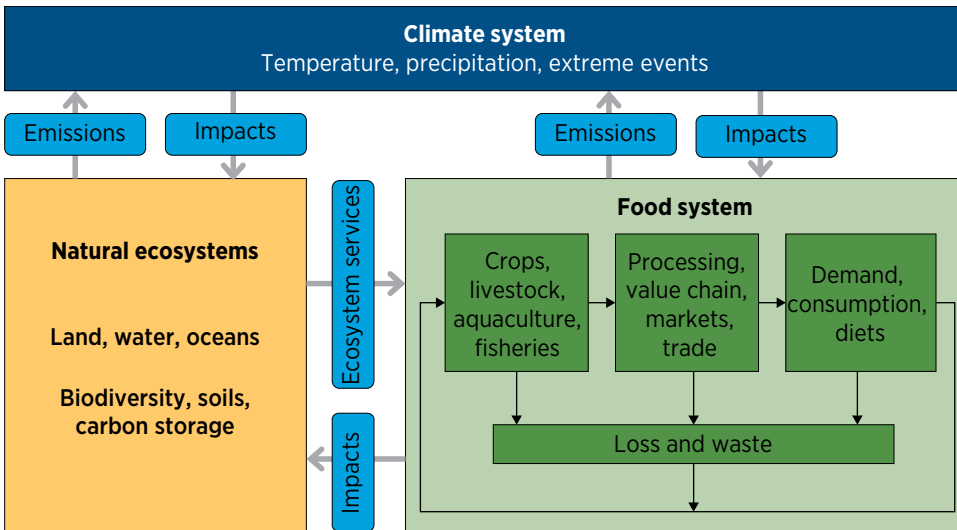 Climate system
Temperature, precipitation, extreme events
Emissions
Impacts
Emissions
Impacts
Natural ecosystems
Land, water, oceans
Biodiversity, soils,
carbon storage
Ecosystem services
Impacts
Food system
Crops,
livestock,
aquaculture,
fisheries
Processing,
value chain,
markets,
trade
Demand,
consumption,
diets
Loss and waste